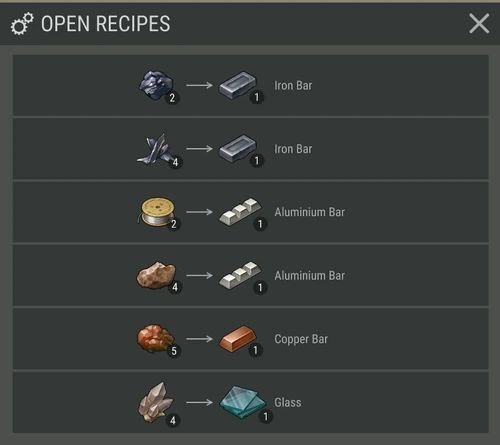 OPEN RECIPES
2 1 Iron Bar
4 1 Iron Bar
2 1 Aluminium Bar
4 1 Aluminium Bar
5 1 Copper Bar
4 1 Glass